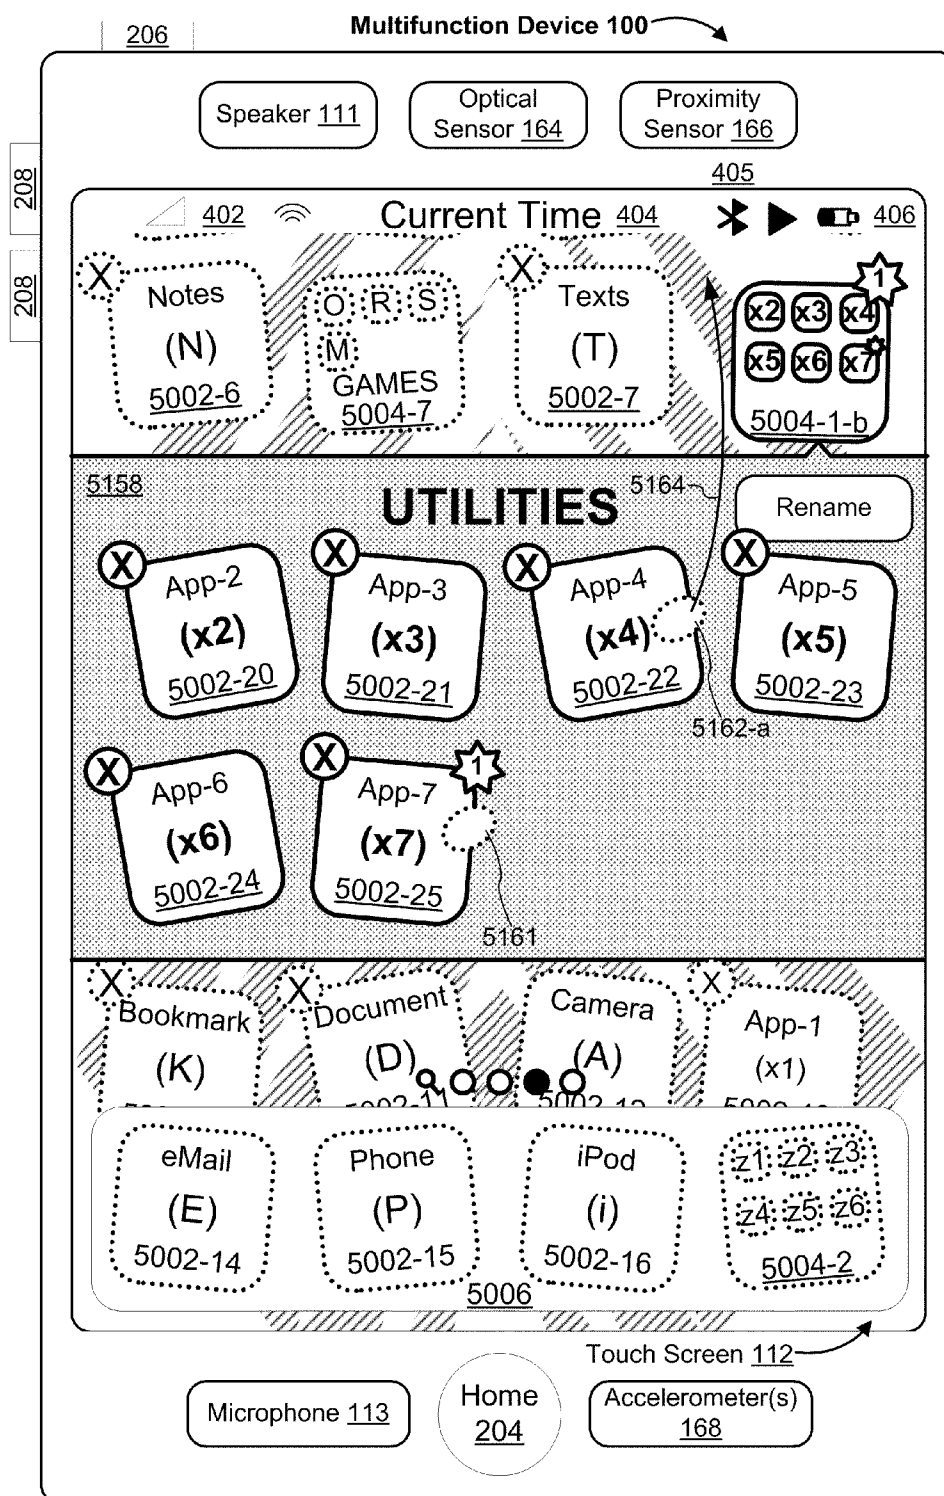 Multifunction Device 100
206
Speaker 111
Optical
Sensor 164
Proximity
Sensor 166
208
208
402
Current Time 404
405
406
X
Notes
(N)
5002-6
O R S
M
GAMES
5004-7
X
Texts
(T)
5002-7
1
x2 x3 x4
x5 x6 x7
5004-1-b
5158
UTILITIES
5164
Rename
X
App-2
(x2)
5002-20
X
App-3
(x3)
5002-21
X
App-4
(x4)
5002-22
X
App-5
(x5)
5002-23
5162-a
X
App-6
(x6)
5002-24
X
1
App-7
(x7)
5002-25
5161
X
Bookmark
(K)
X
Document
(D)
5002-11
Camera
(A)
5002-12
X
App-1
(x1)
eMail
(E)
5002-14
Phone
(P)
5002-15
iPod
(i)
5002-16
z1 z2 z3
z4 z5 z6
5004-2
5006
Touch Screen 112
Microphone 113
Home
204
Accelerometer(s)
168